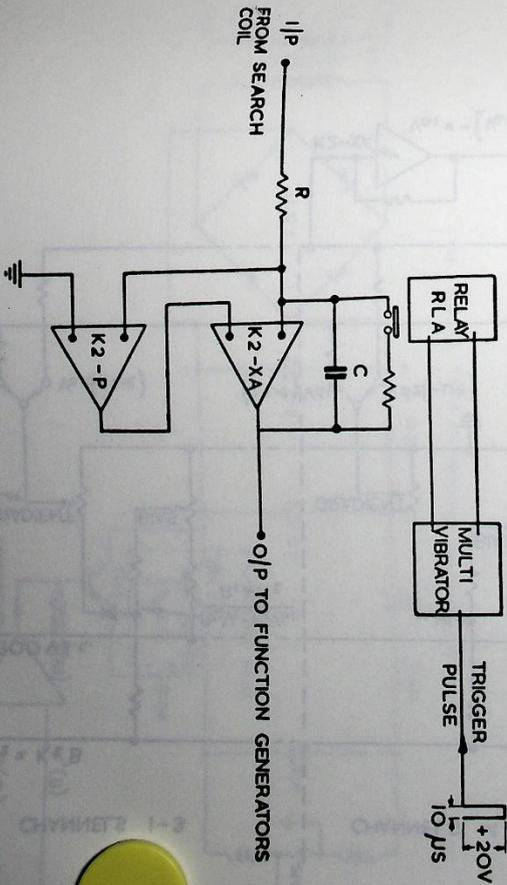 I/P
FROM SEARCH
COIL
R
K2-P
K2-XA
C
RELAY
RLA
MULTI
VIBRATOR
O/P TO FUNCTION GENERATORS
TRIGGER
PULSE
+20V
10 µS
CHANNELS 1-3